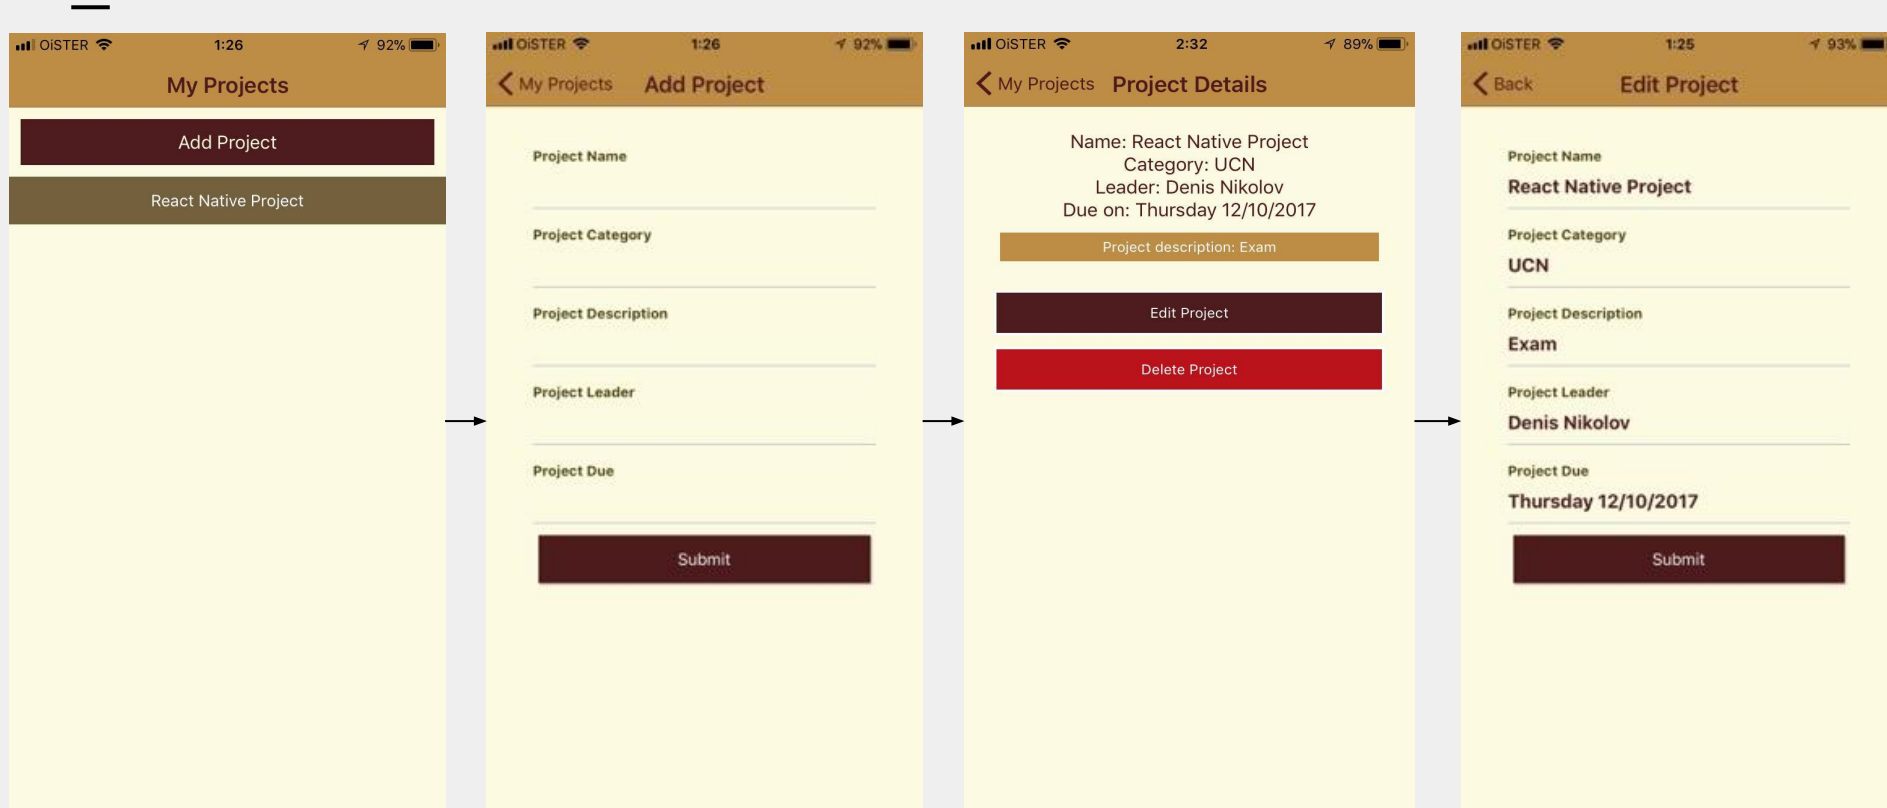 OiSTER 1:26 92%
My Projects
Add Project
React Native Project
OiSTER 1:26 92%
My Projects Add Project
Project Name
Project Category
Project Description
Project Leader
Project Due
Submit
OiSTER 2:32 89%
My Projects Project Details
Name: React Native Project
Category: UCN
Leader: Denis Nikolov
Due on: Thursday 12/10/2017
Project description: Exam
Edit Project
Delete Project
OiSTER 1:25 93%
Back Edit Project
Project Name
React Native Project
Project Category
UCN
Project Description
Exam
Project Leader
Denis Nikolov
Project Due
Thursday 12/10/2017
Submit